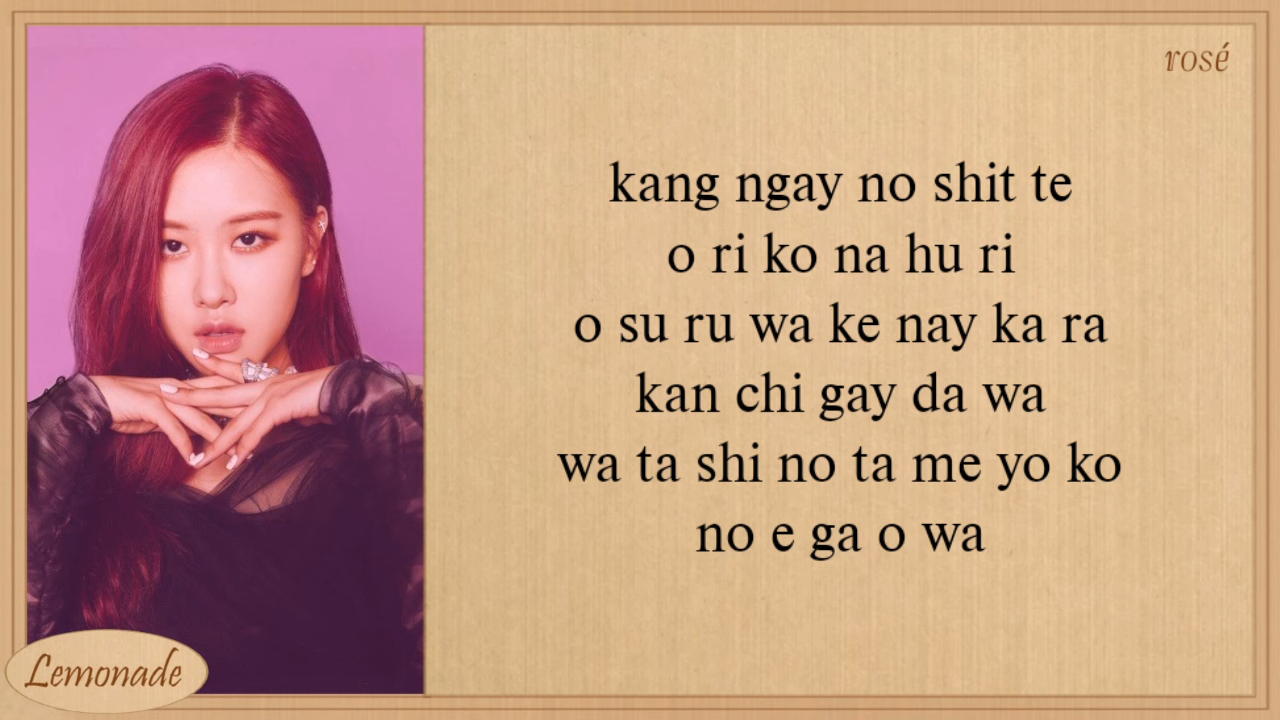 rosé
kang ngay no shit te
o ri ko na hu ri
o su ru wa ke nay ka ra
kan chi gay da wa
wa ta shi no ta me yo ko
no e ga o wa
Lemonade